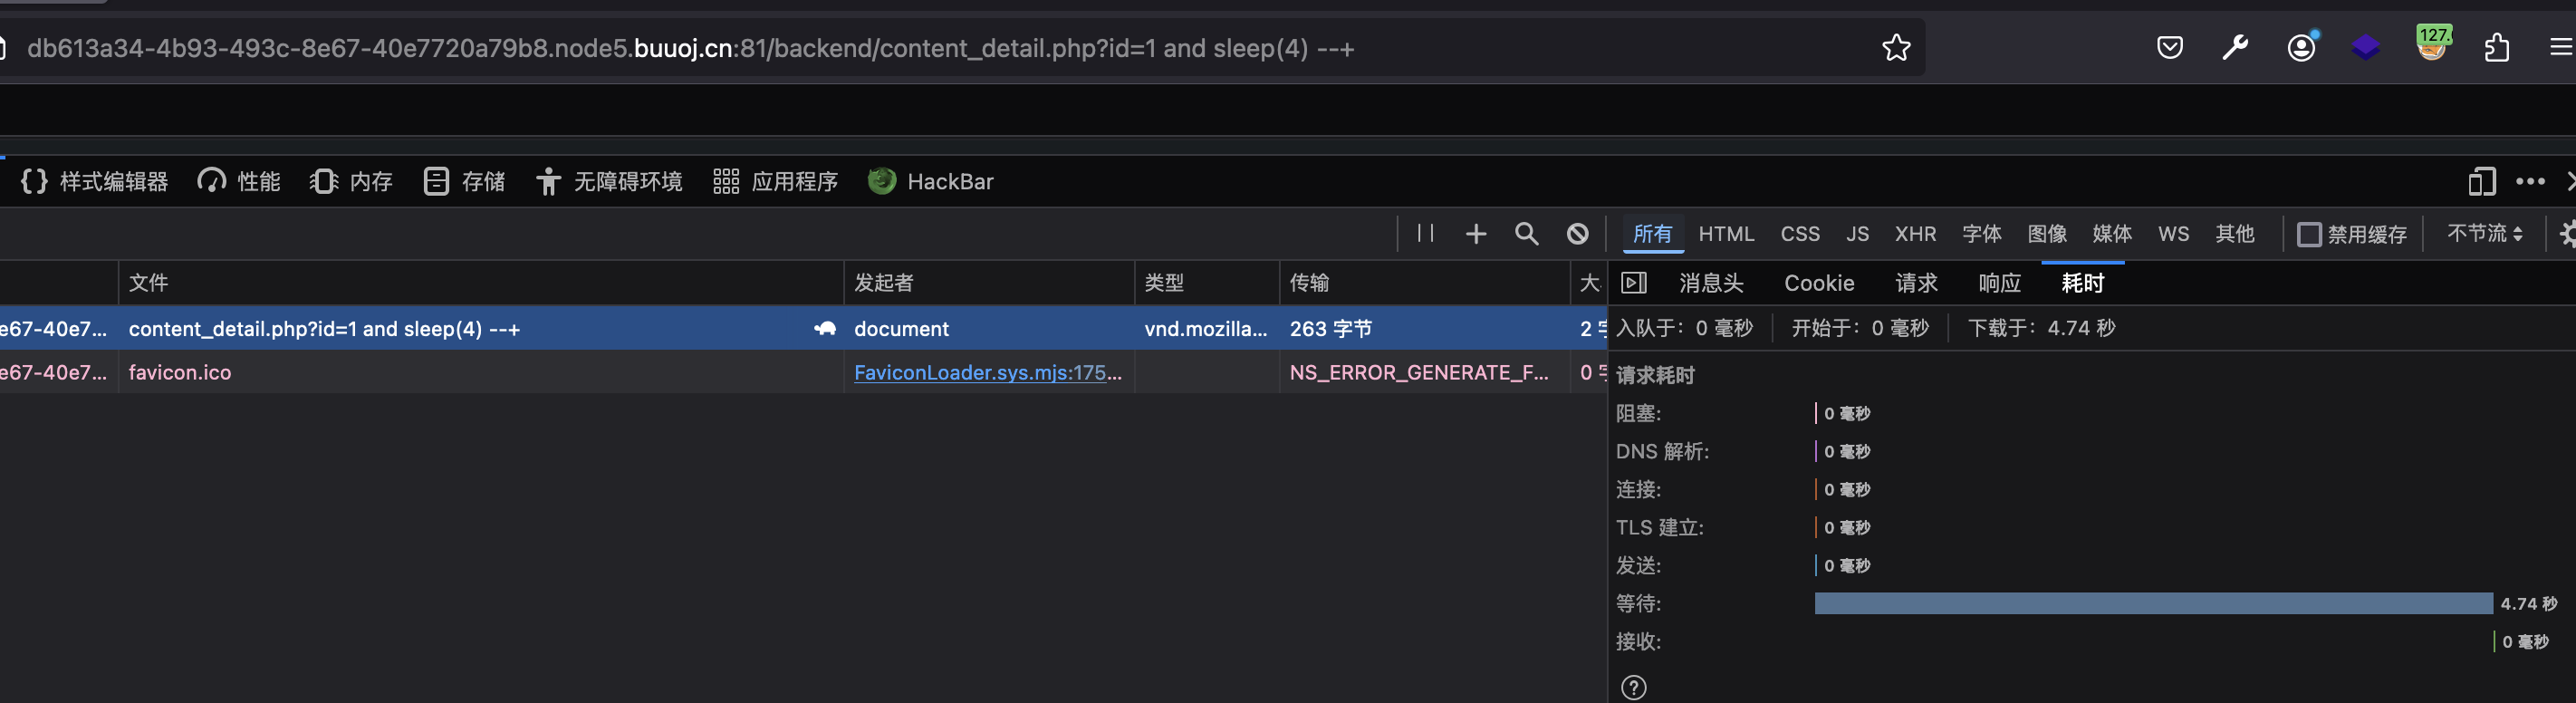 db613a34-4b93-493c-8e67-40e7720a79b8.node5.buuoj.cn:81/backend/content_detail.php?id=1 and sleep(4) --+
127.
样式编辑器 性能 内存 存储 无障碍环境 应用程序 HackBar
所有 HTML CSS JS XHR 字体 图像 媒体 WS 其他 禁用缓存 不节流
文件 发起者 类型 传输 大
消息头 Cookie 请求 响应 耗时
e67-40e7... content_detail.php?id=1 and sleep(4) --+ document vnd.mozilla... 263 字节 2
入队于: 0 毫秒 开始于: 0 毫秒 下载于: 4.74 秒
e67-40e7... favicon.ico FaviconLoader.sys.mjs:175... NS_ERROR_GENERATE_F... 0
请求耗时
阻塞: 0 毫秒
DNS 解析: 0 毫秒
连接: 0 毫秒
TLS 建立: 0 毫秒
发送: 0 毫秒
等待: 4.74 秒
接收: 0 毫秒